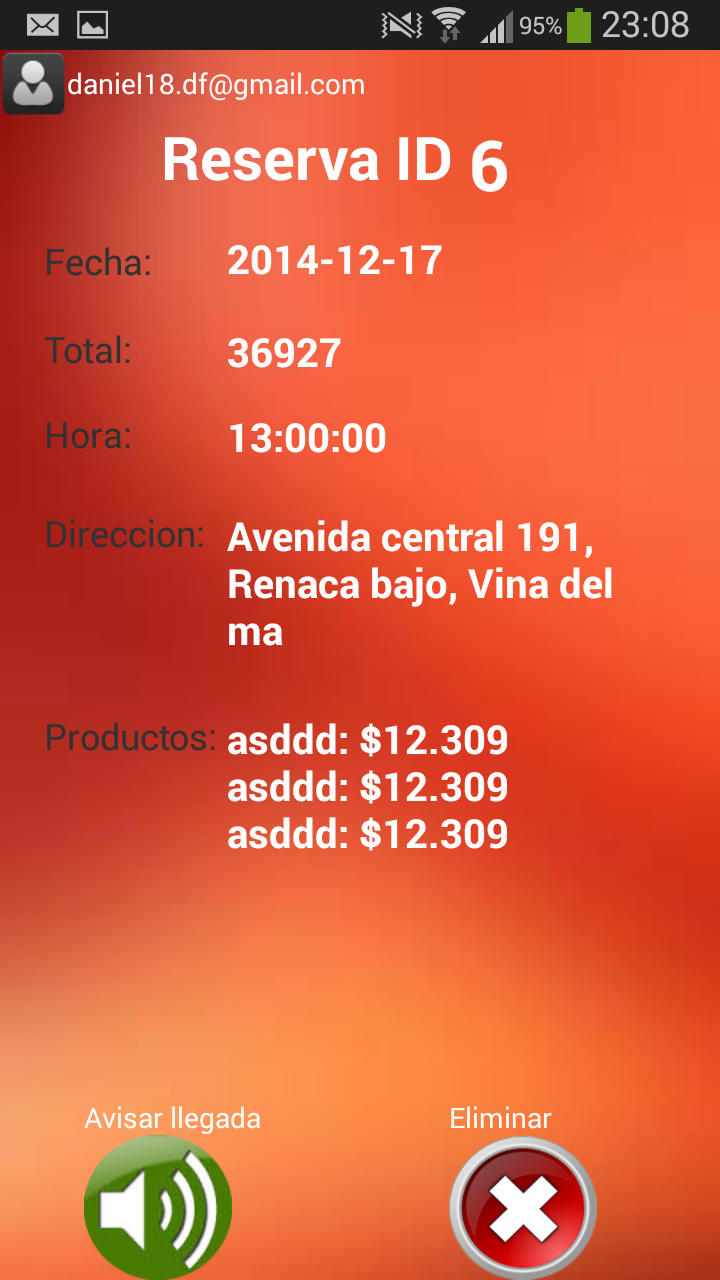 95% 23:08
daniel18.df@gmail.com
Reserva ID 6
Fecha: 2014-12-17
Total: 36927
Hora: 13:00:00
Direccion: Avenida central 191,
Renaca bajo, Vina del
ma
Productos: asddd: $12.309
asddd: $12.309
asddd: $12.309
Avisar llegada Eliminar